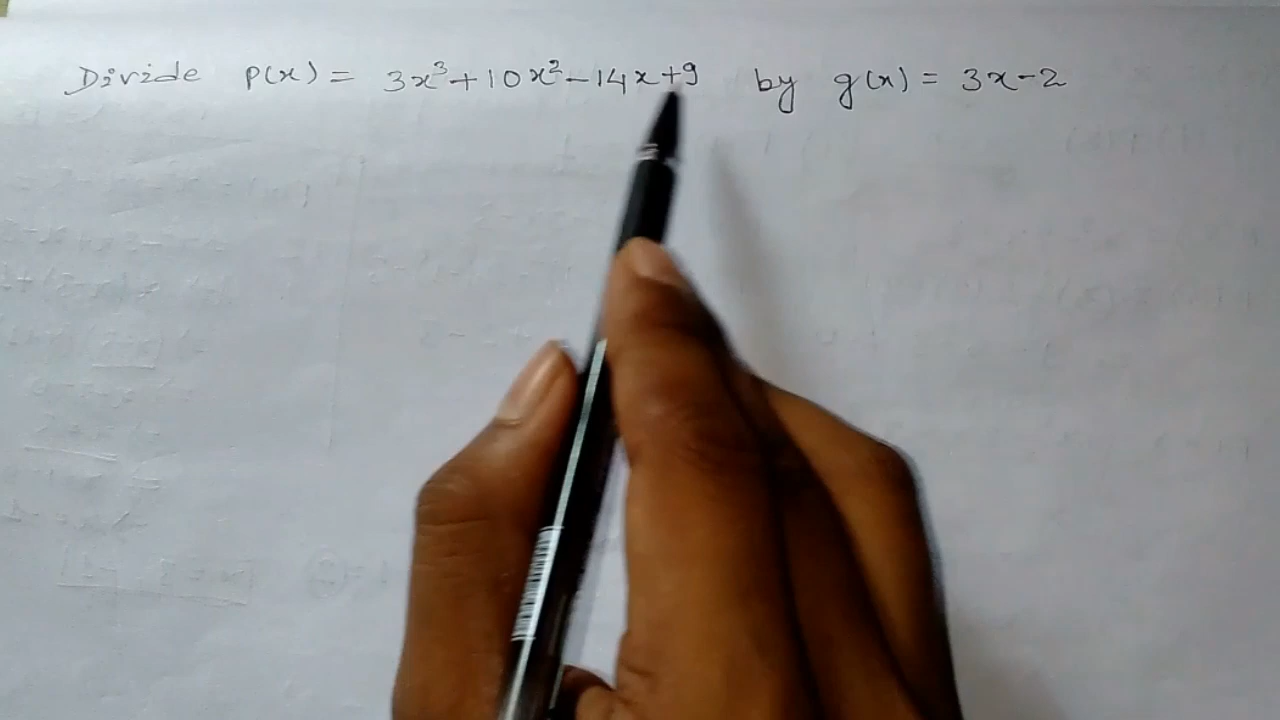 Divide p(x) = 3x³+10x²-14x+9 by g(x) = 3x-2